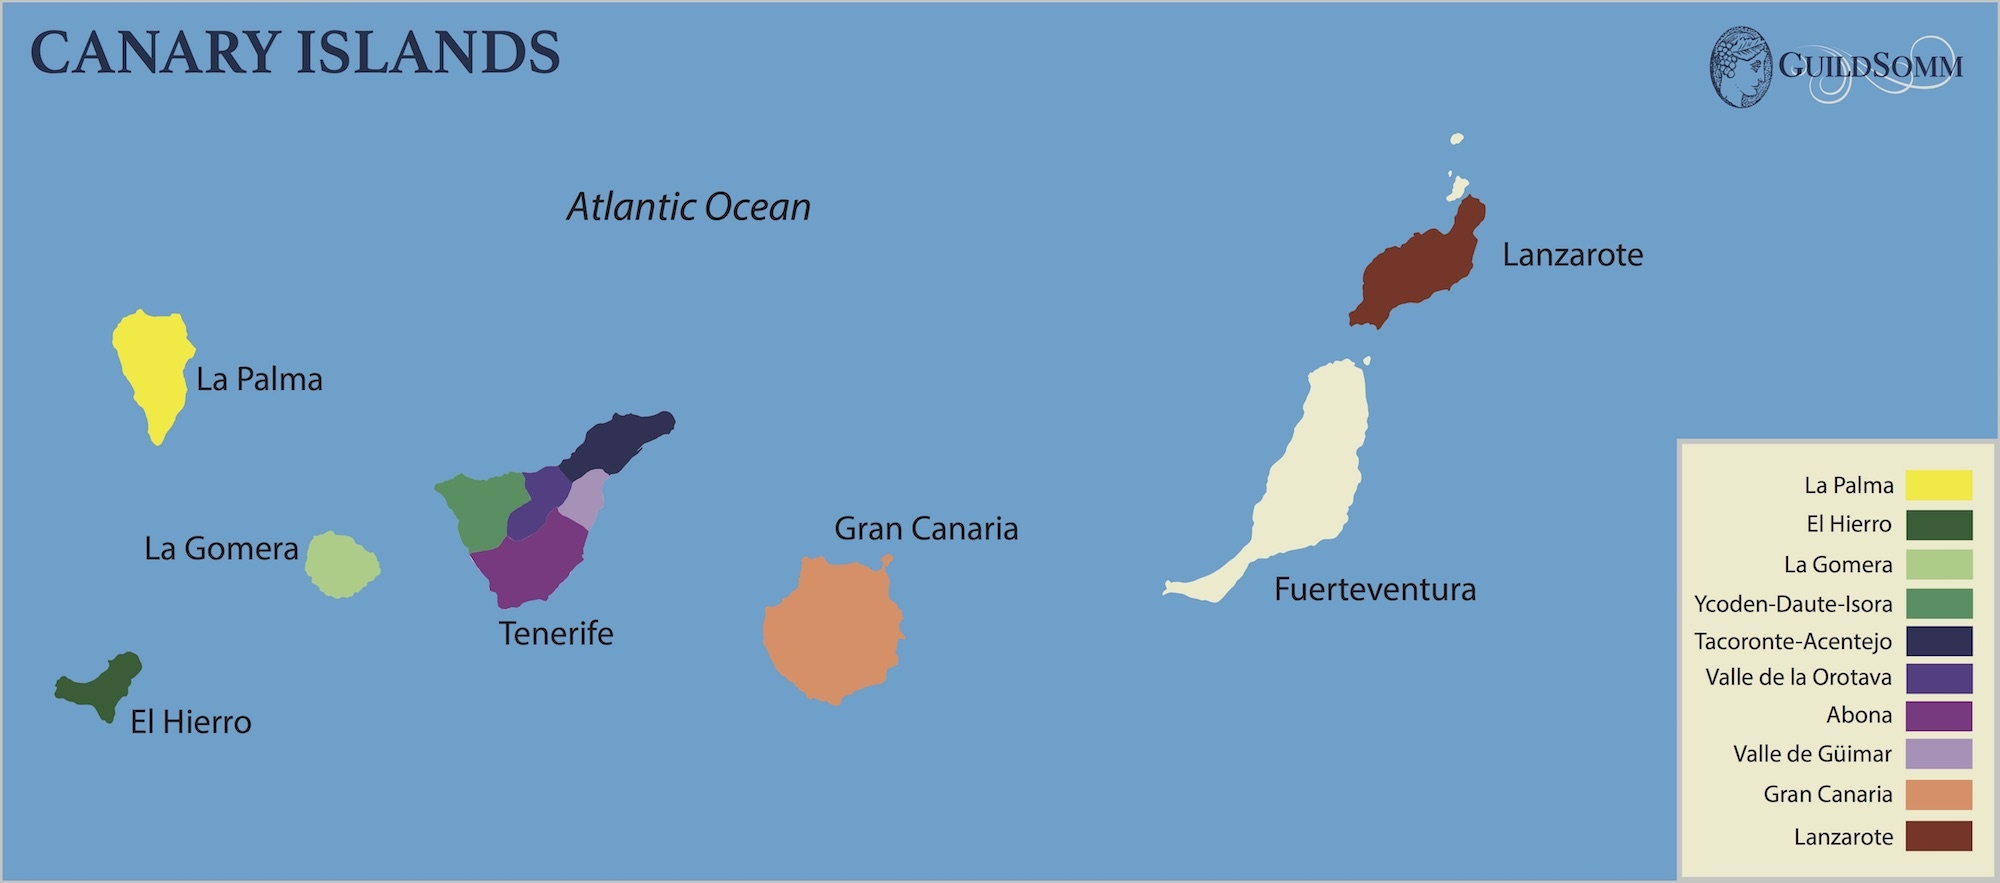 CANARY ISLANDS
GUILDSOMM
Atlantic Ocean
Lanzarote
La Palma
La Gomera
Gran Canaria
Fuerteventura
Tenerife
El Hierro
La Palma
El Hierro
La Gomera
Ycoden-Daute-Isora
Tacoronte-Acentejo
Valle de la Orotava
Abona
Valle de Güimar
Gran Canaria
Lanzarote